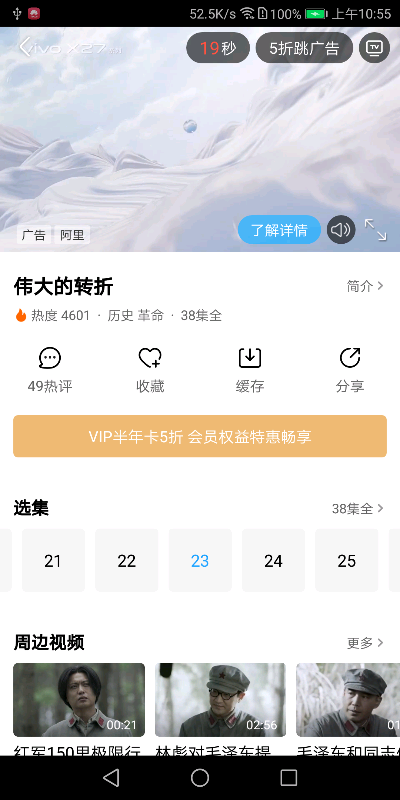 52.5K/s 100% 上午10:55
vivo X27
19秒
5折跳广告
TV
广告 阿里
了解详情
伟大的转折
简介
热度 4601 · 历史 革命 · 38集全
49热评 收藏 缓存 分享
VIP半年卡5折 会员权益特惠畅享
选集
38集全
21 22 23 24 25
周边视频
更多
00:21 02:56 01
红军150里极限行 林彪对毛泽东提 毛泽东和同志